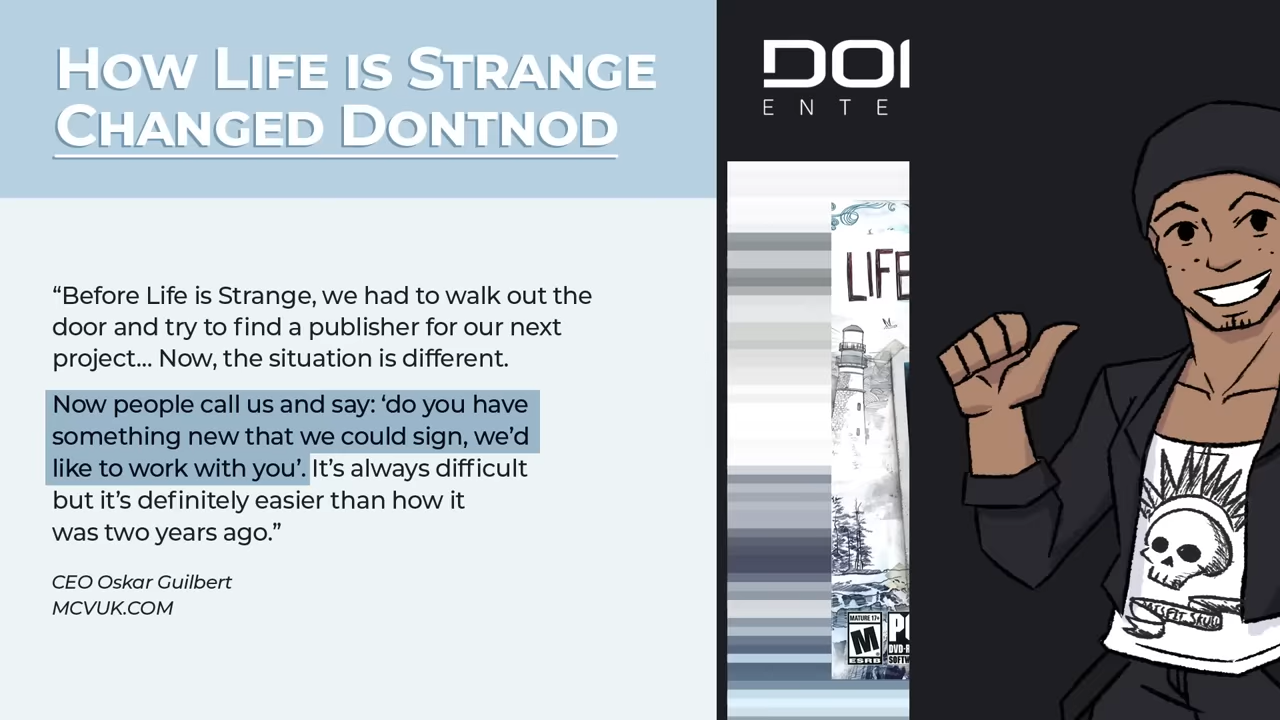 HOW LIFE IS STRANGE
CHANGED DONTNOD
“Before Life is Strange, we had to walk out the
door and try to find a publisher for our next
project... Now, the situation is different.
Now people call us and say: ‘do you have
something new that we could sign, we’d
like to work with you’. It’s always difficult
but it’s definitely easier than how it
was two years ago.”
CEO Oskar Guilbert
MCVUK.COM
DON
ENTE
LIFE
MATURE 17+
M
ESRB
PC
DVD-R
SOFTW